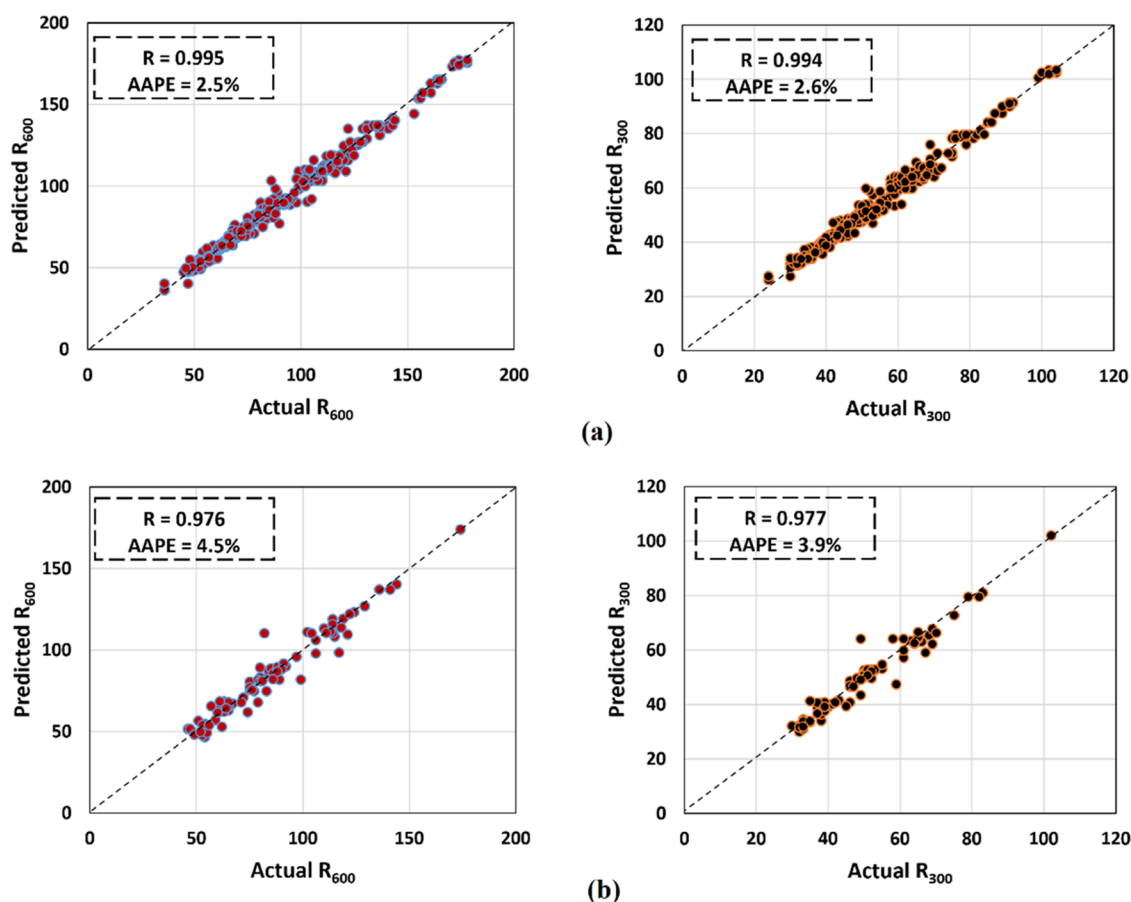 R = 0.995
AAPE = 2.5%
Predicted R600
200
150
100
50
0
0 50 100 150 200
Actual R600
R = 0.994
AAPE = 2.6%
Predicted R300
120
100
80
60
40
20
0
0 20 40 60 80 100 120
Actual R300
(a)
R = 0.976
AAPE = 4.5%
Predicted R600
200
150
100
50
0
0 50 100 150 200
Actual R600
R = 0.977
AAPE = 3.9%
Predicted R300
120
100
80
60
40
20
0
0 20 40 60 80 100 120
Actual R300
(b)